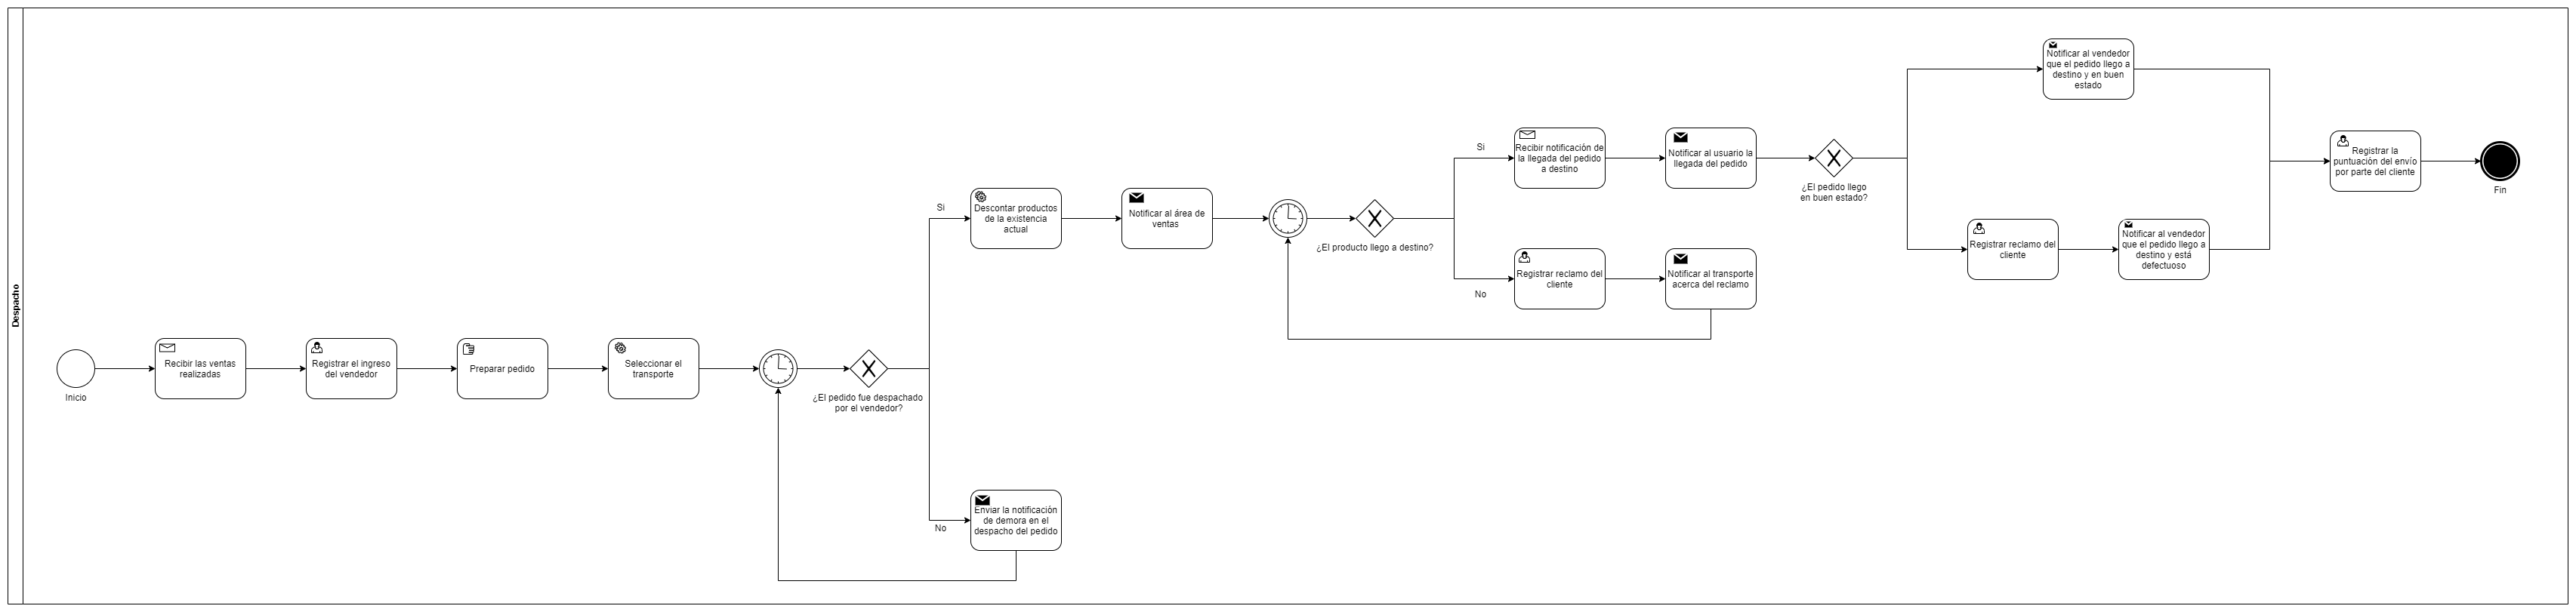 Despacho
Inicio
Recibir las ventas
realizadas
Registrar el ingreso
del vendedor
Preparar pedido
Seleccionar el
transporte
¿El pedido fue despachado
por el vendedor?
Si
Descontar productos
de la existencia
actual
Notificar al área de
ventas
No
Enviar la notificación
de demora en el
despacho del pedido
¿El producto llego a destino?
Si
Recibir notificación de
la llegada del pedido
a destino
Notificar al usuario la
llegada del pedido
No
Registrar reclamo del
cliente
Notificar al transporte
acerca del reclamo
¿El pedido llego
en buen estado?
Notificar al vendedor
que el pedido llego a
destino y en buen
estado
Registrar reclamo del
cliente
Notificar al vendedor
que el pedido llego a
destino y está
defectuoso
Registrar la
puntuación del envío
por parte del cliente
Fin